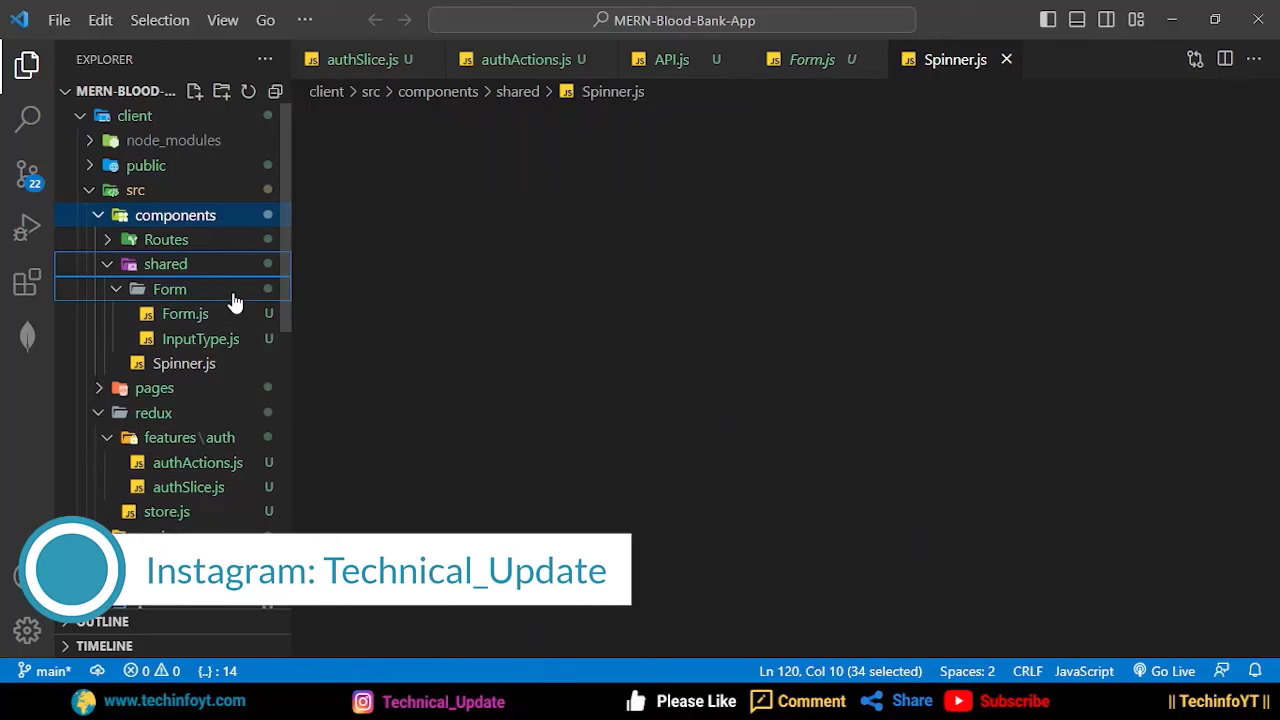 File Edit Selection View Go ···
MERN-Blood-Bank-App
EXPLORER
authSlice.js U
authActions.js U
API.js U
Form.js U
Spinner.js
MERN-BLOOD-...
client > src > components > shared > Spinner.js
client
node_modules
public
src
components
Routes
shared
Form
Form.js U
InputType.js U
Spinner.js
pages
redux
features\auth
authActions.js U
authSlice.js U
store.js U
22
Instagram: Technical_Update
OUTLINE
TIMELINE
main* 0 0 {..} : 14 Ln 120, Col 10 (34 selected) Spaces: 2 CRLF JavaScript Go Live
www.techinfoyt.com Technical_Update Please Like Comment Share Subscribe || TechinfoYT ||